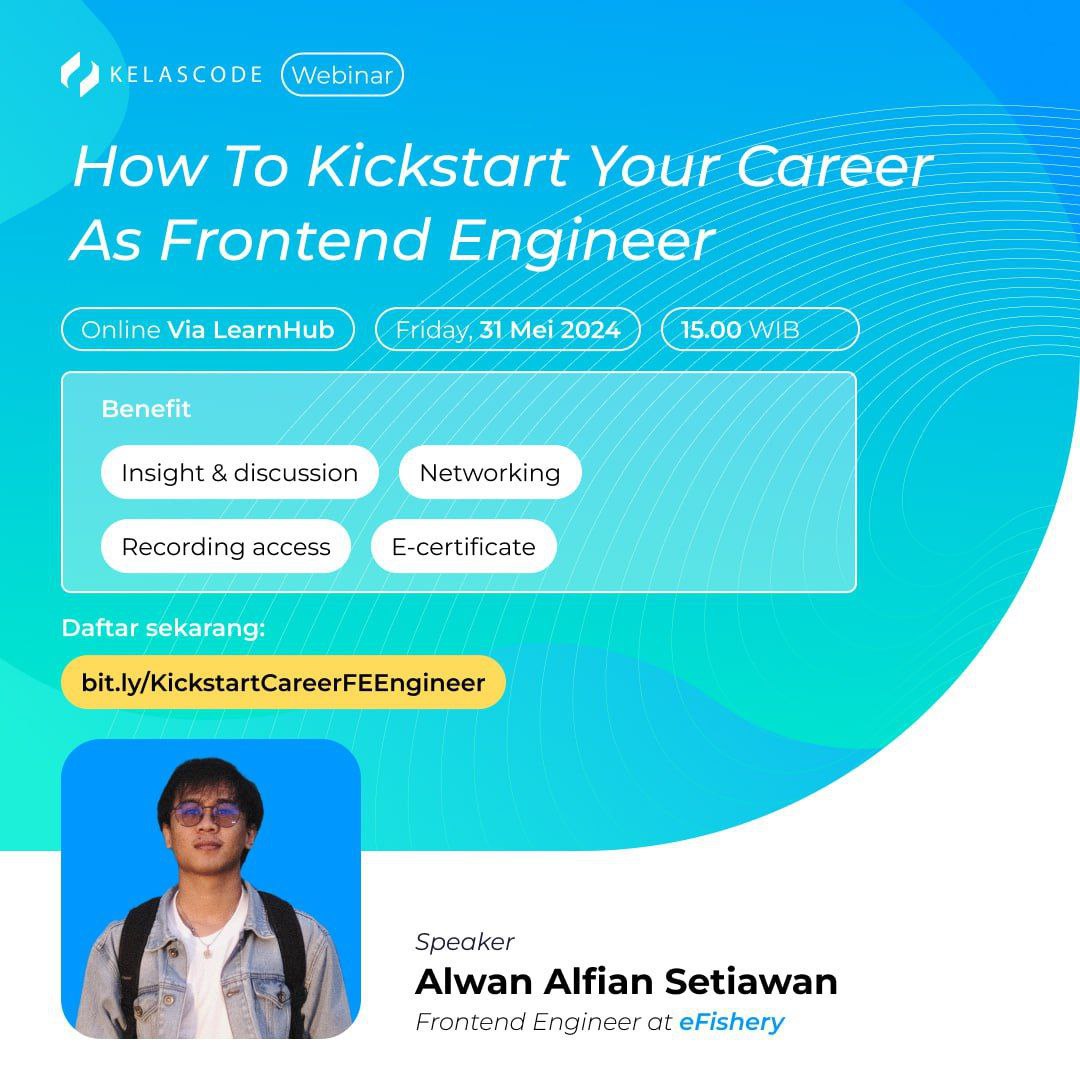 KELASCODE Webinar
How To Kickstart Your Career
As Frontend Engineer
Online Via LearnHub Friday, 31 Mei 2024 15.00 WIB
Benefit
Insight & discussion Networking
Recording access E-certificate
Daftar sekarang:
bit.ly/KickstartCareerFEEngineer
Speaker
Alwan Alfian Setiawan
Frontend Engineer at eFishery